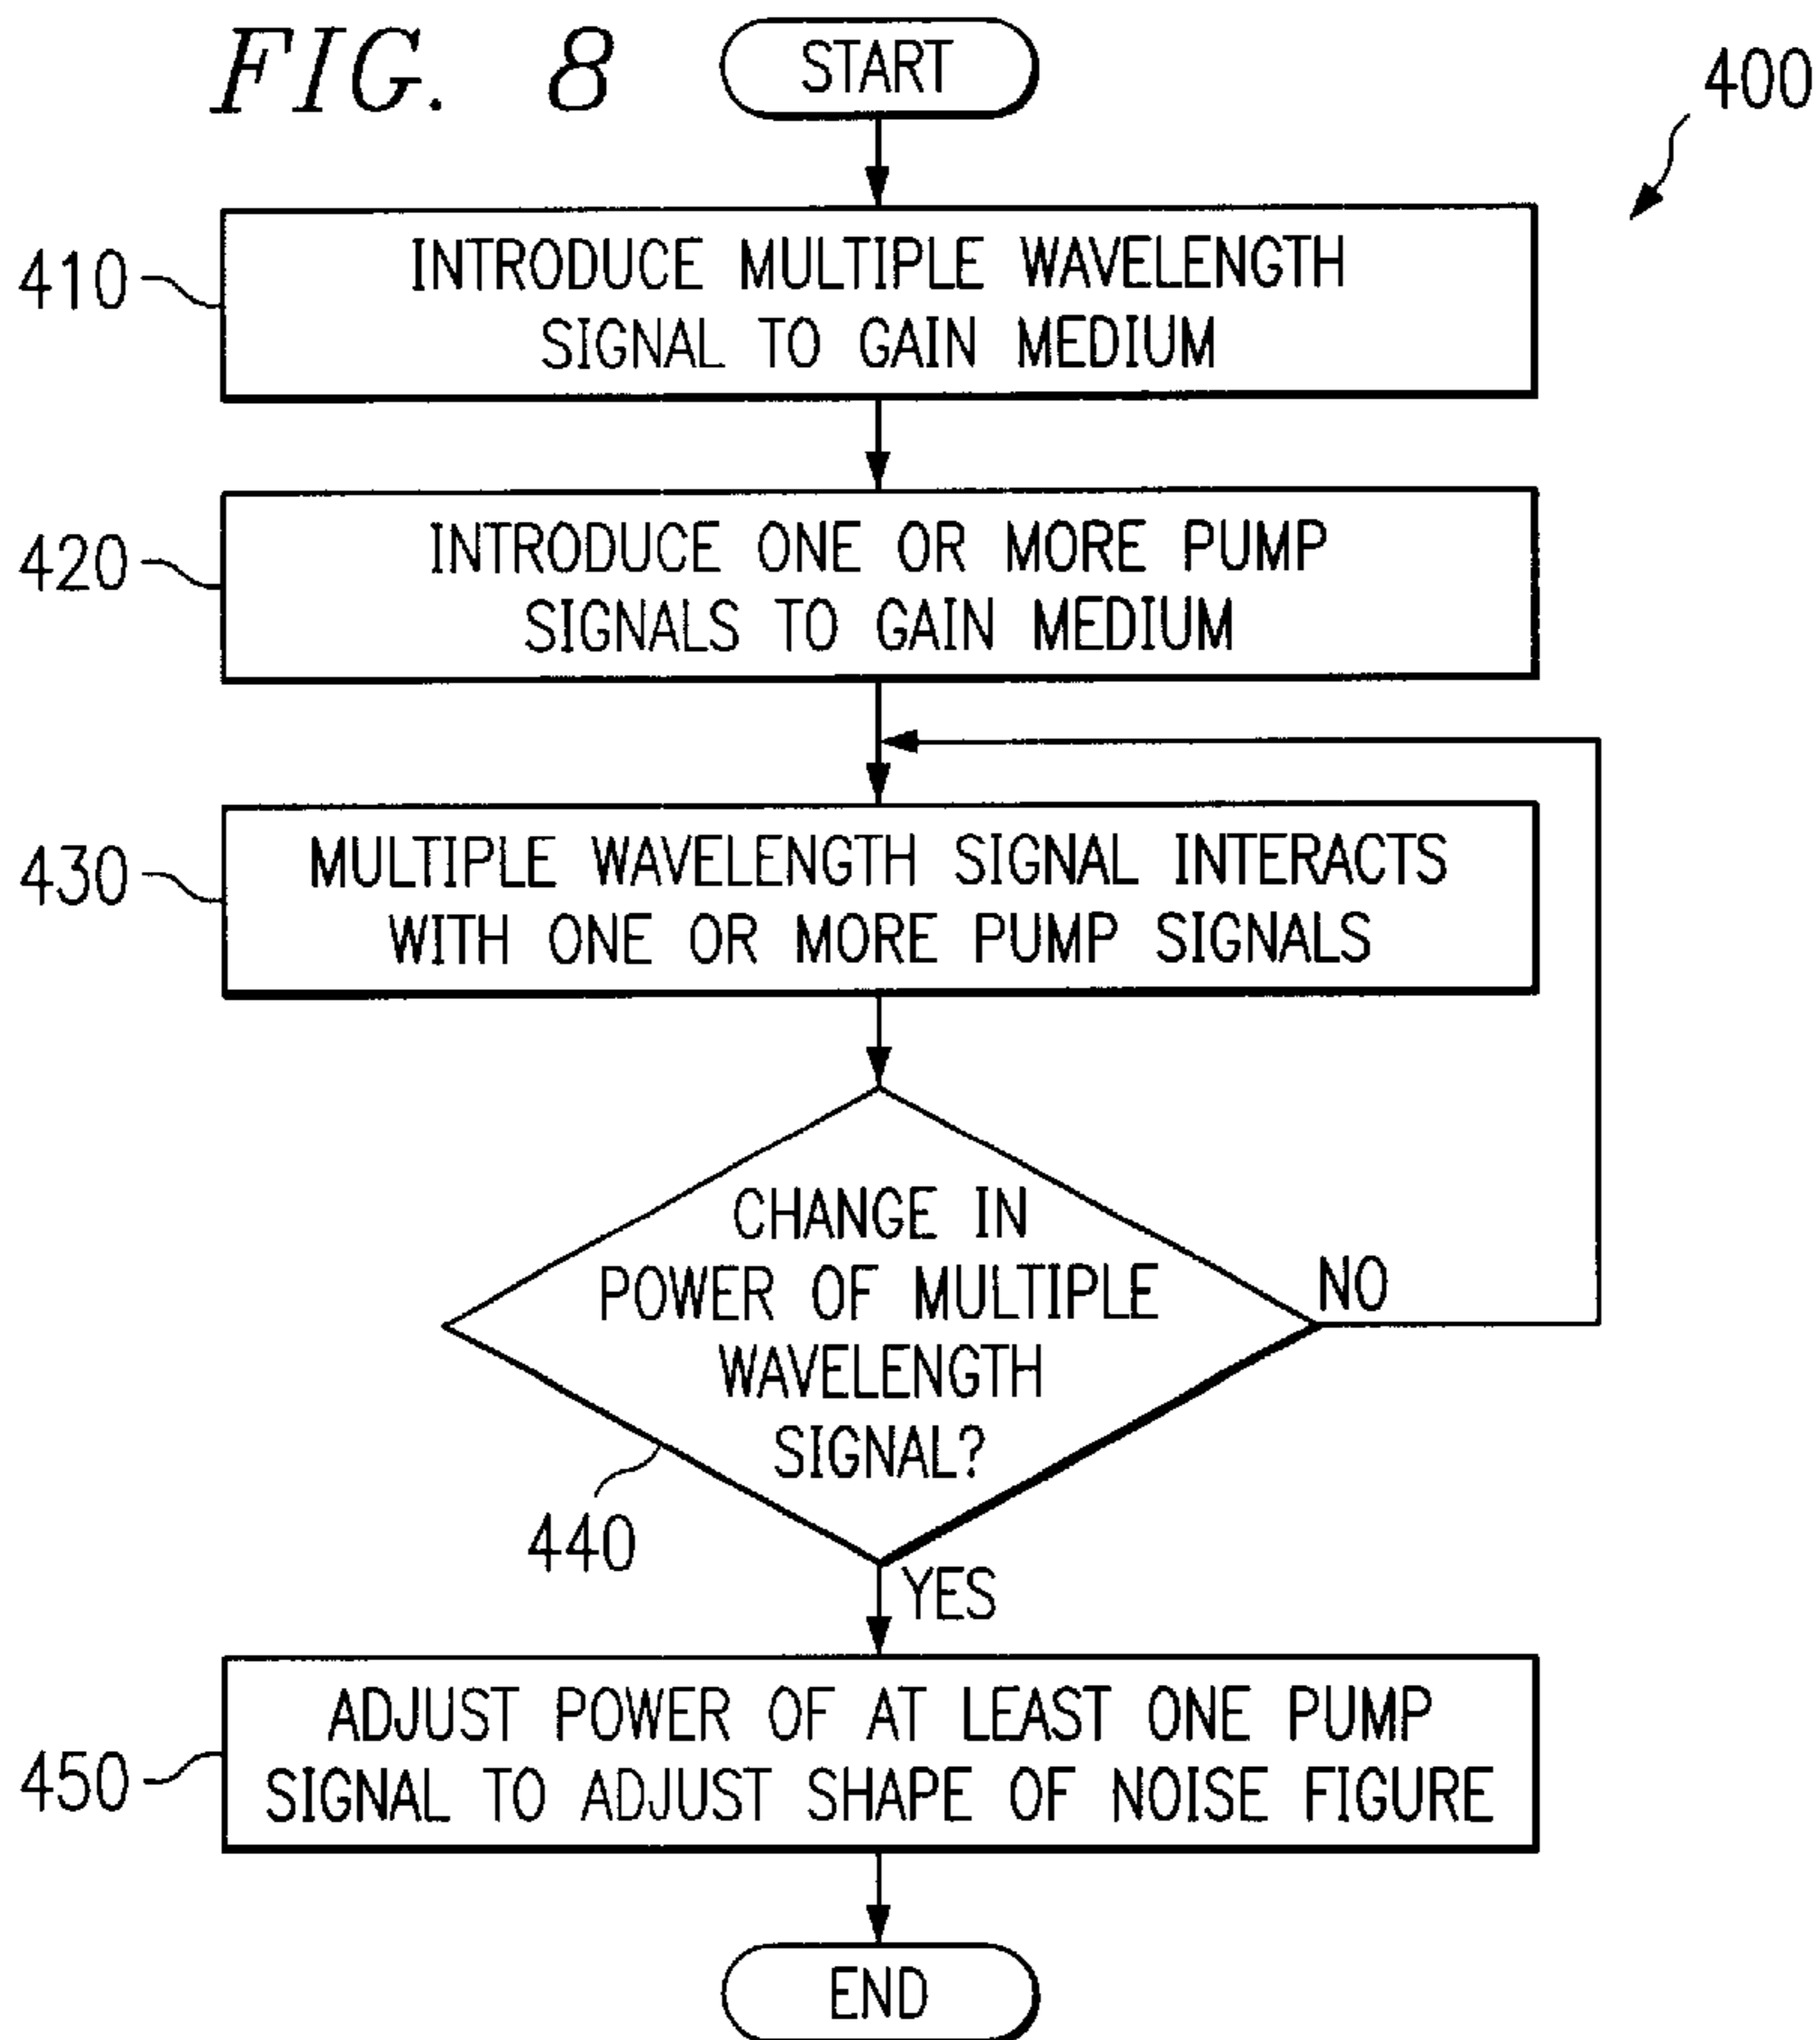 FIG. 8
START
400
410
INTRODUCE MULTIPLE WAVELENGTH
SIGNAL TO GAIN MEDIUM
420
INTRODUCE ONE OR MORE PUMP
SIGNALS TO GAIN MEDIUM
430
MULTIPLE WAVELENGTH SIGNAL INTERACTS
WITH ONE OR MORE PUMP SIGNALS
CHANGE IN
POWER OF MULTIPLE
WAVELENGTH
SIGNAL?
NO
440
YES
450
ADJUST POWER OF AT LEAST ONE PUMP
SIGNAL TO ADJUST SHAPE OF NOISE FIGURE
END